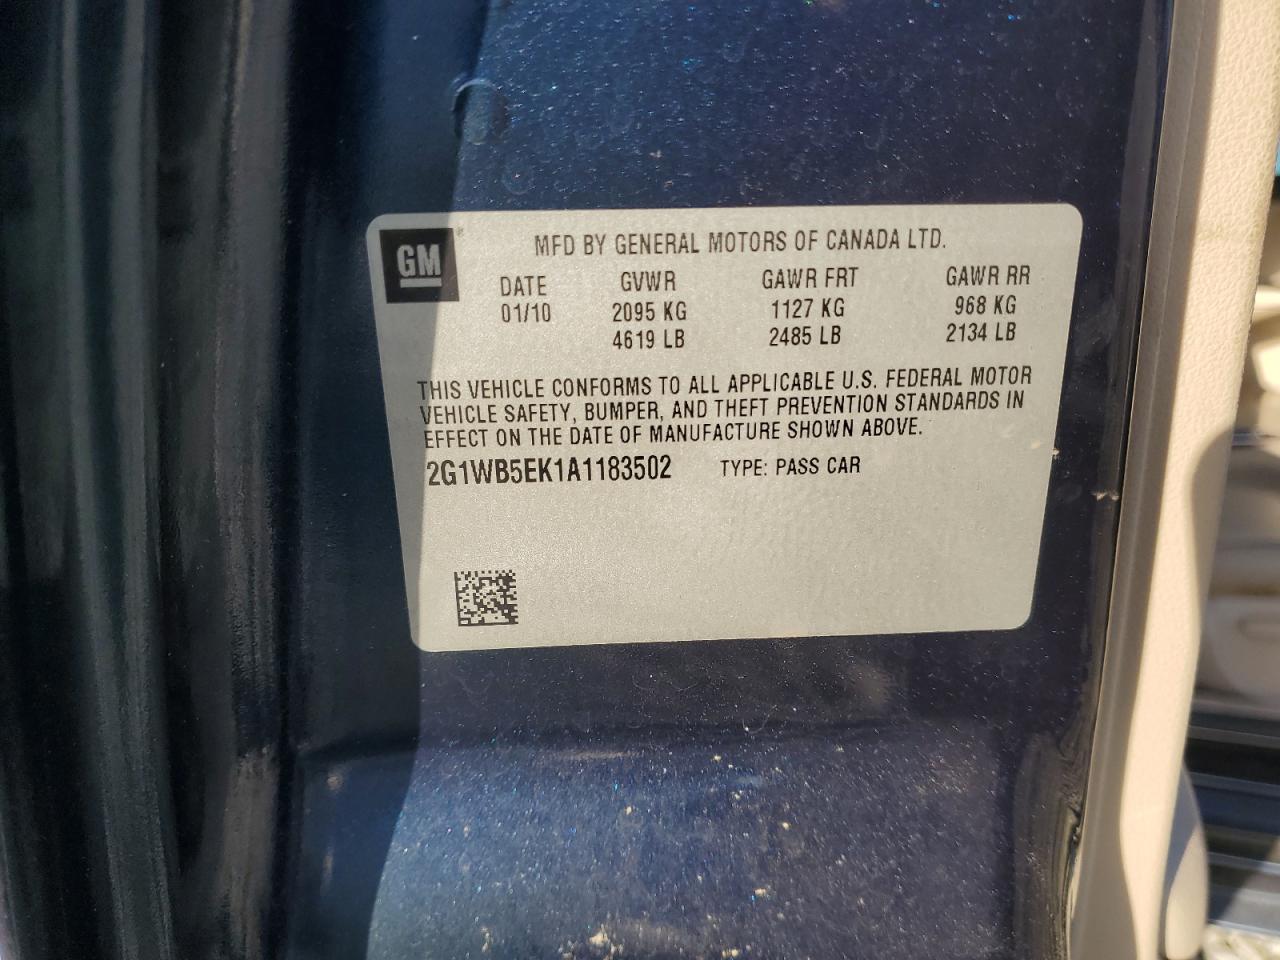 GM ®
MFD BY GENERAL MOTORS OF CANADA LTD.
DATE GVWR GAWR FRT GAWR RR
01/10 2095 KG 1127 KG 968 KG
4619 LB 2485 LB 2134 LB
THIS VEHICLE CONFORMS TO ALL APPLICABLE U.S. FEDERAL MOTOR
VEHICLE SAFETY, BUMPER, AND THEFT PREVENTION STANDARDS IN
EFFECT ON THE DATE OF MANUFACTURE SHOWN ABOVE.
2G1WB5EK1A1183502 TYPE: PASS CAR